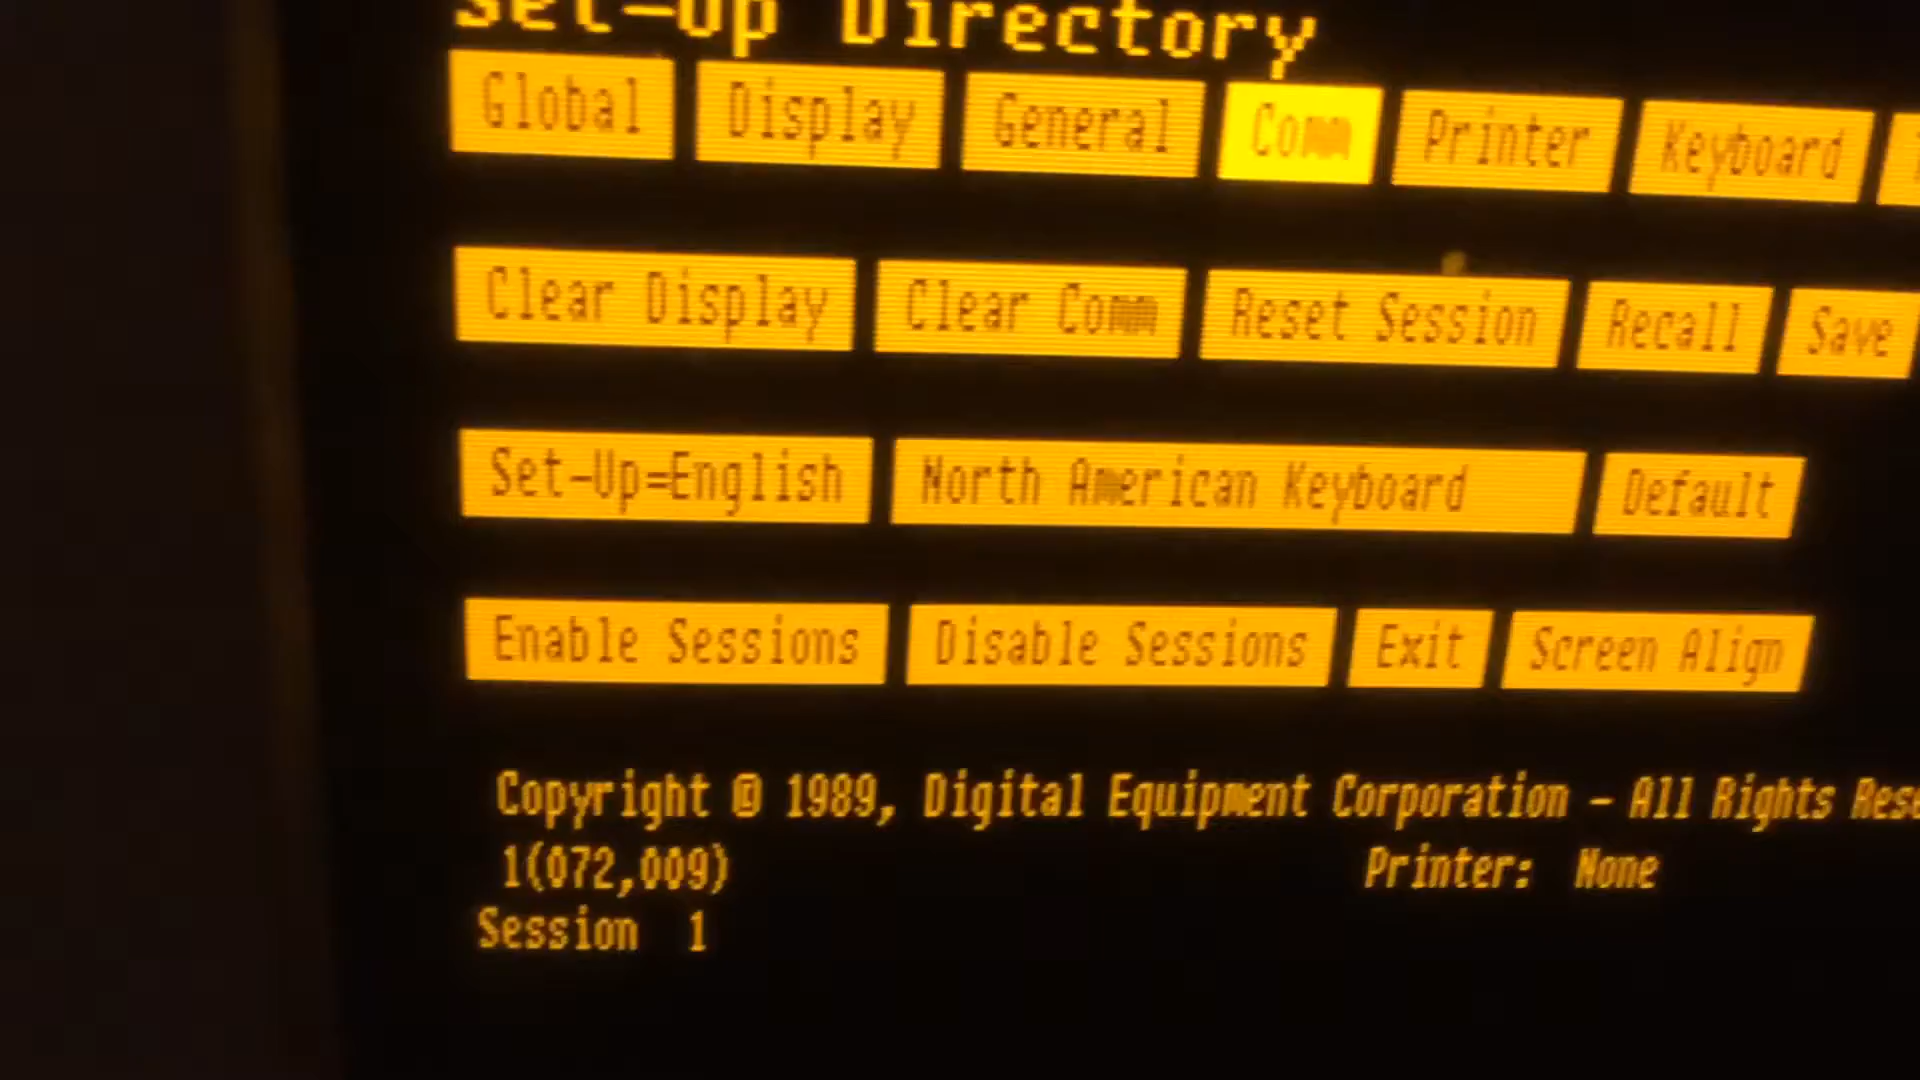 Set-Up Directory
Global Display General Comm Printer Keyboard
Clear Display Clear Comm Reset Session Recall Save
Set-Up=English North American Keyboard Default
Enable Sessions Disable Sessions Exit Screen Align
Copyright © 1989, Digital Equipment Corporation - All Rights Rese
1(072,009) Printer: None
Session 1